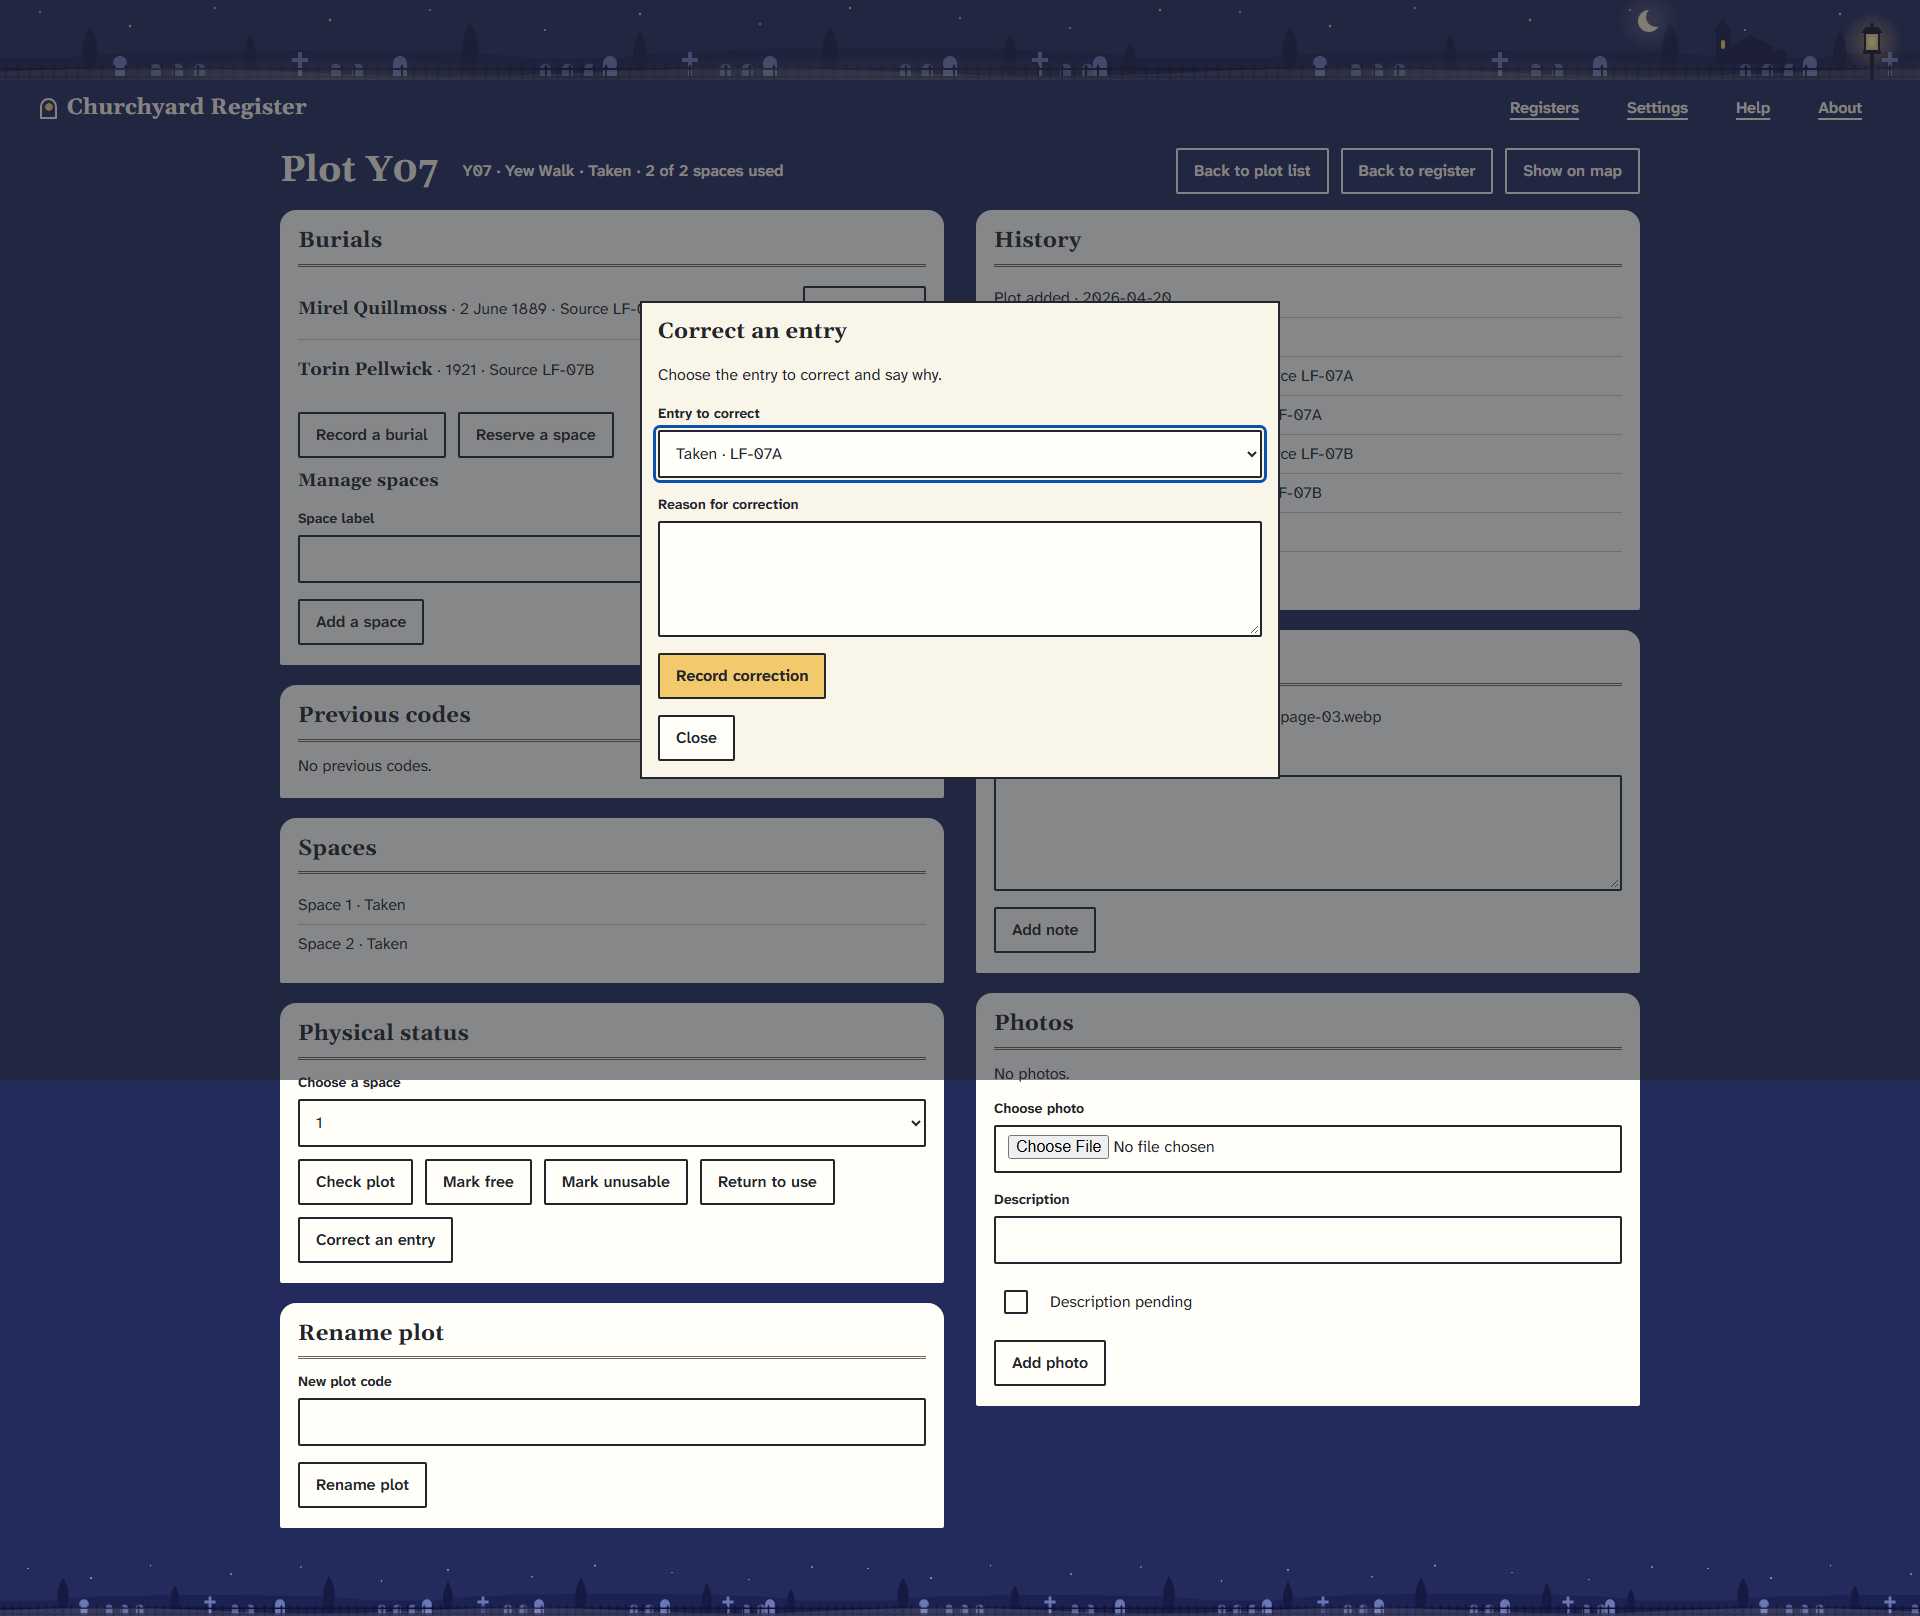 Churchyard Register
Registers
Settings
Help
About
Plot Y07
Y07 · Yew Walk · Taken · 2 of 2 spaces used
Back to plot list
Back to register
Show on map
Burials
Mirel Quillmoss · 2 June 1889 · Source LF-0
Torin Pellwick · 1921 · Source LF-07B
Record a burial
Reserve a space
Manage spaces
Space label
Add a space
Previous codes
No previous codes.
Spaces
Space 1 · Taken
Space 2 · Taken
Physical status
Choose a space
1
Check plot
Mark free
Mark unusable
Return to use
Correct an entry
Rename plot
New plot code
Rename plot
Correct an entry
Choose the entry to correct and say why.
Entry to correct
Taken · LF-07A
Reason for correction
Record correction
Close
History
Plot added · 2026-04-20
ce LF-07A
F-07A
ce LF-07B
F-07B
page-03.webp
Add note
Photos
No photos.
Choose photo
Choose File No file chosen
Description
Description pending
Add photo